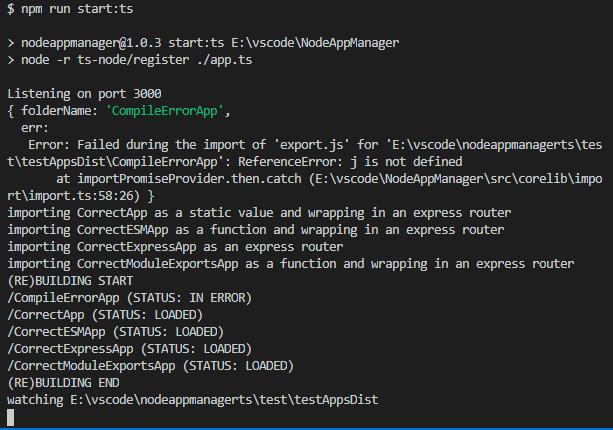 $ npm run start:ts
> nodeappmanager@1.0.3 start:ts E:\vscode\NodeAppManager
> node -r ts-node/register ./app.ts
Listening on port 3000
{ folderName: 'CompileErrorApp',
  err:
   Error: Failed during the import of 'export.js' for 'E:\vscode\nodeappmanagerts\tes
t\testAppsDist\CompileErrorApp': ReferenceError: j is not defined
       at importPromiseProvider.then.catch (E:\vscode\NodeAppManager\src\corelib\impo
rt\import.ts:58:26) }
importing CorrectApp as a static value and wrapping in an express router
importing CorrectESMApp as a function and wrapping in an express router
importing CorrectExpressApp as an express router
importing CorrectModuleExportsApp as a function and wrapping in an express router
(RE)BUILDING START
/CompileErrorApp (STATUS: IN ERROR)
/CorrectApp (STATUS: LOADED)
/CorrectESMApp (STATUS: LOADED)
/CorrectExpressApp (STATUS: LOADED)
/CorrectModuleExportsApp (STATUS: LOADED)
(RE)BUILDING END
watching E:\vscode\nodeappmanagerts\test\testAppsDist